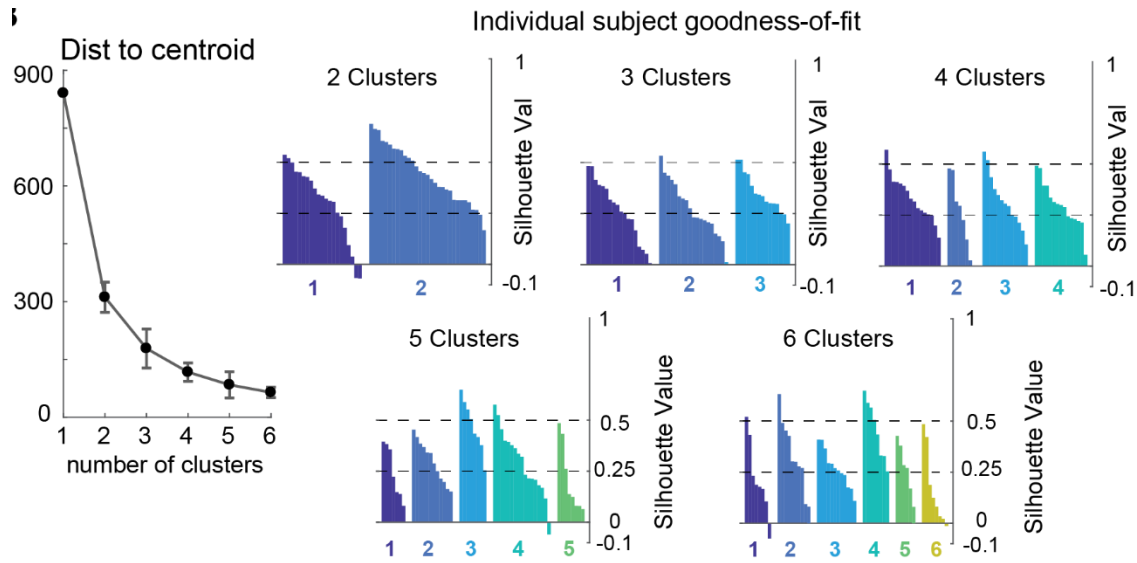 Individual subject goodness-of-fit
Dist to centroid
900
600
300
0
1 2 3 4 5 6
number of clusters
2 Clusters
1
Silhouette Val
-0.1
1 2
3 Clusters
1
Silhouette Val
-0.1
1 2 3
4 Clusters
1
Silhouette Val
-0.1
1 2 3 4
5 Clusters
1
0.5
0.25
0
-0.1
Silhouette Value
1 2 3 4 5
6 Clusters
1
0.5
0.25
0
-0.1
Silhouette Value
1 2 3 4 5 6